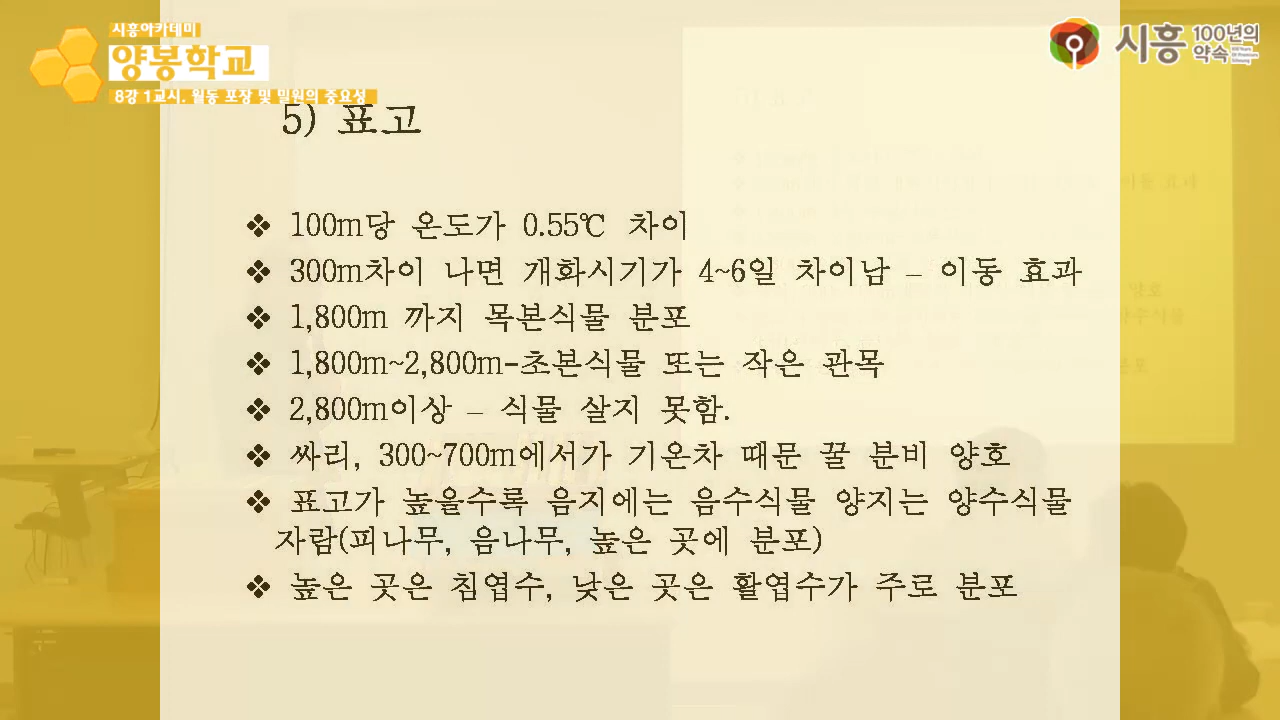 시흥아카데미
양봉학교
8강 1교시. 월동 포장 및 밀원의 중요성
시흥 100년의 약속
5) 표고
❖ 100m당 온도가 0.55℃ 차이
❖ 300m차이 나면 개화시기가 4~6일 차이남 – 이동 효과
❖ 1,800m 까지 목본식물 분포
❖ 1,800m~2,800m-초본식물 또는 작은 관목
❖ 2,800m이상 – 식물 살지 못함.
❖ 싸리, 300~700m에서가 기온차 때문 꿀 분비 양호
❖ 표고가 높을수록 음지에는 음수식물 양지는 양수식물
자람(피나무, 음나무, 높은 곳에 분포)
❖ 높은 곳은 침엽수, 낮은 곳은 활엽수가 주로 분포